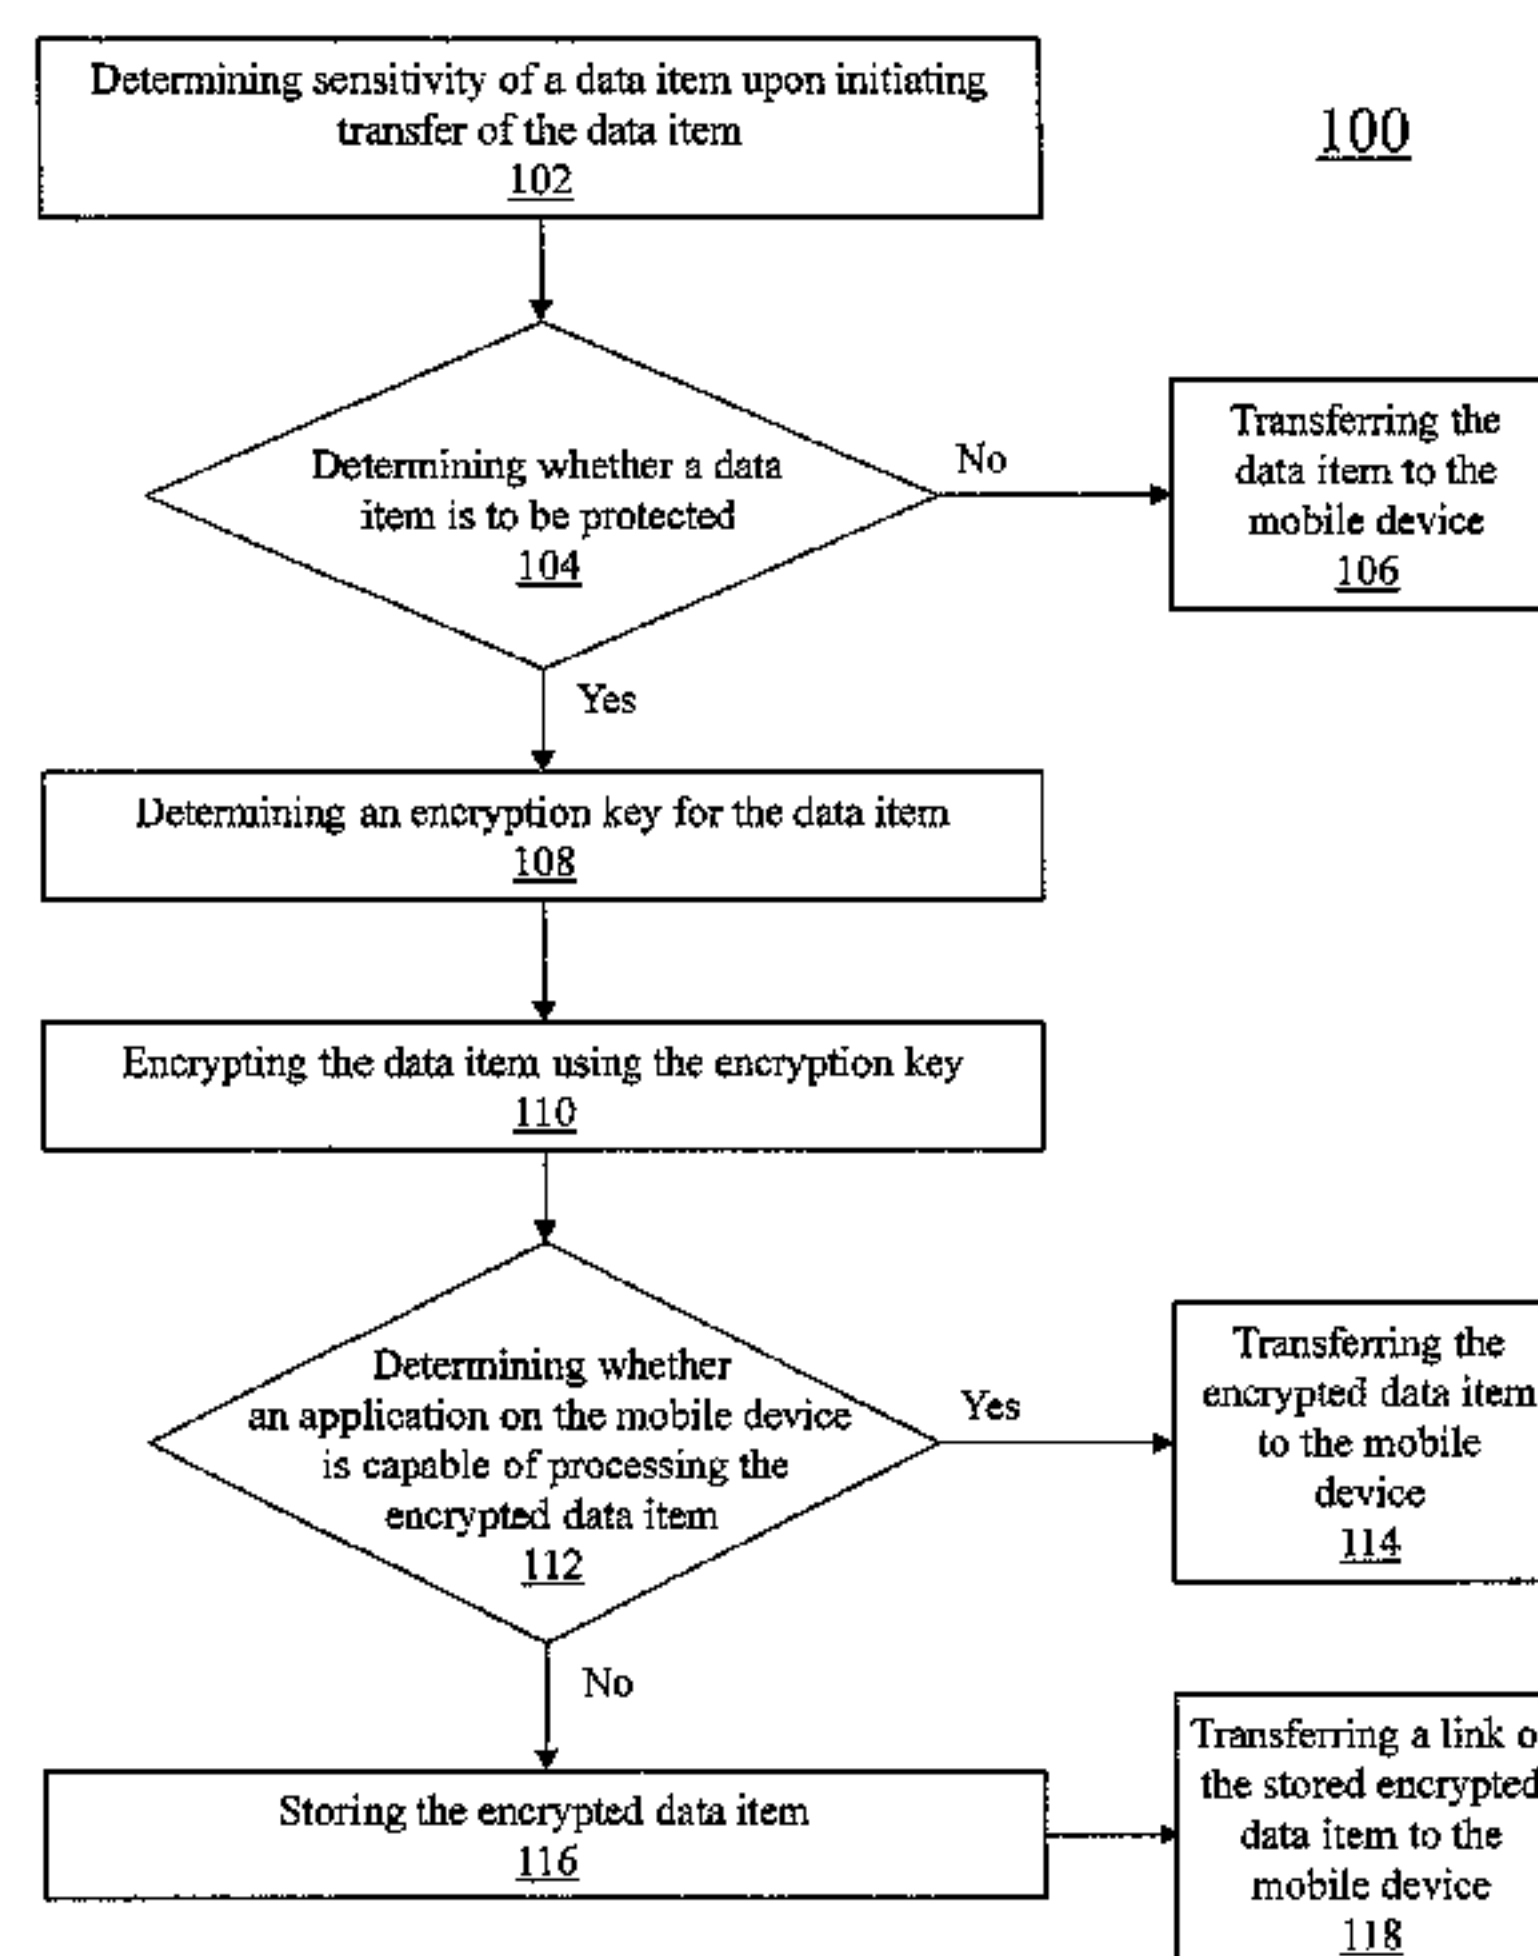 Determining sensitivity of a data item upon initiating
transfer of the data item
102
100
Determining whether a data
item is to be protected
104
No
Transferring the
data item to the
mobile device
106
Yes
Determining an encryption key for the data item
108
Encrypting the data item using the encryption key
110
Determining whether
an application on the mobile device
is capable of processing the
encrypted data item
112
Yes
Transferring the
encrypted data item
to the mobile
device
114
No
Storing the encrypted data item
116
Transferring a link
the stored encrypted
data item to the
mobile device
118